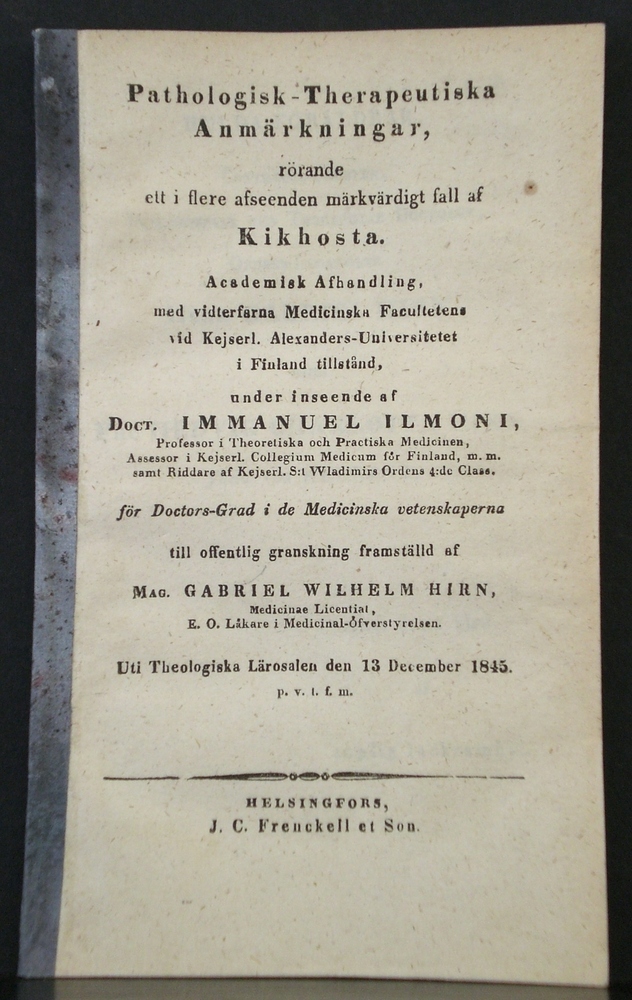 Pathologisk-Therapeutiska
Anmärkningar,
rörande
ett i flere afseenden märkvärdigt fall af
Kikhosta.
Academisk Afhandling,
med vidterfarna Medicinska Facultetens
vid Kejserl. Alexanders-Universitetet
i Finland tillstånd,
under inseende af
Doct. IMMANUEL ILMONI,
Professor i Theoretiska och Practiska Medicinen,
Assessor i Kejserl. Collegium Medicum för Finland, m. m.
samt Riddare af Kejserl. S:t Wladimirs Ordens 4:de Class.
för Doctors-Grad i de Medicinska vetenskaperna
till offentlig granskning framställd af
Mag. GABRIEL WILHELM HIRN,
Medicinae Licentiat,
E. O. Läkare i Medicinal-Öfverstyrelsen.
Uti Theologiska Lärosalen den 13 December 1845.
p. v. t. f. m.
HELSINGFORS,
J. C. Frenckell et Son.